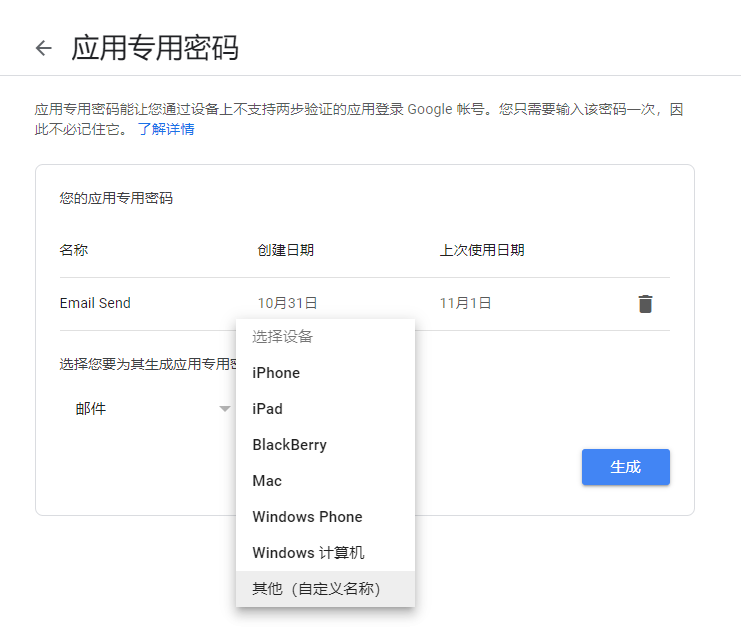 应用专用密码
应用专用密码能让您通过设备上不支持两步验证的应用登录 Google 帐号。您只需要输入该密码一次，因
此不必记住它。 了解详情
您的应用专用密码
名称 创建日期 上次使用日期
Email Send 10月31日 11月1日
选择您要为其生成应用专用
邮件
选择设备
iPhone
iPad
BlackBerry
Mac
Windows Phone
Windows 计算机
其他（自定义名称）
生成